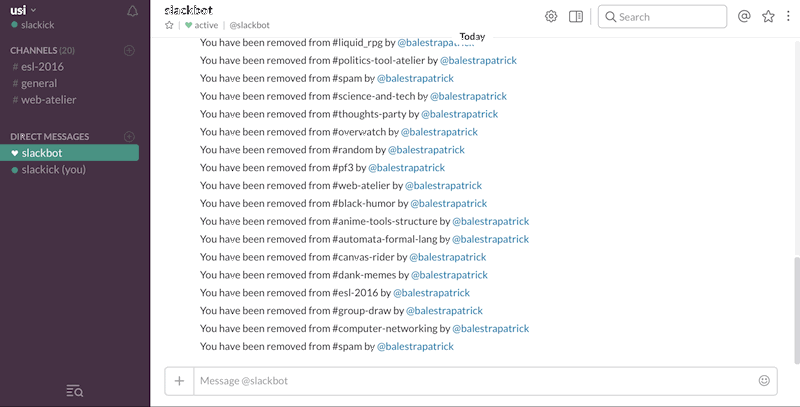 usi
slackick
CHANNELS (20)
# esl-2016
# general
# web-atelier
DIRECT MESSAGES
slackbot
slackick (you)
slackbot
active | @slackbot
Search
Today
You have been removed from #liquid_rpg by @balestrapatrick
You have been removed from #politics-tool-atelier by @balestrapatrick
You have been removed from #spam by @balestrapatrick
You have been removed from #science-and-tech by @balestrapatrick
You have been removed from #thoughts-party by @balestrapatrick
You have been removed from #overwatch by @balestrapatrick
You have been removed from #random by @balestrapatrick
You have been removed from #pf3 by @balestrapatrick
You have been removed from #web-atelier by @balestrapatrick
You have been removed from #black-humor by @balestrapatrick
You have been removed from #anime-tools-structure by @balestrapatrick
You have been removed from #automata-formal-lang by @balestrapatrick
You have been removed from #canvas-rider by @balestrapatrick
You have been removed from #dank-memes by @balestrapatrick
You have been removed from #esl-2016 by @balestrapatrick
You have been removed from #group-draw by @balestrapatrick
You have been removed from #computer-networking by @balestrapatrick
You have been removed from #spam by @balestrapatrick
Message @slackbot